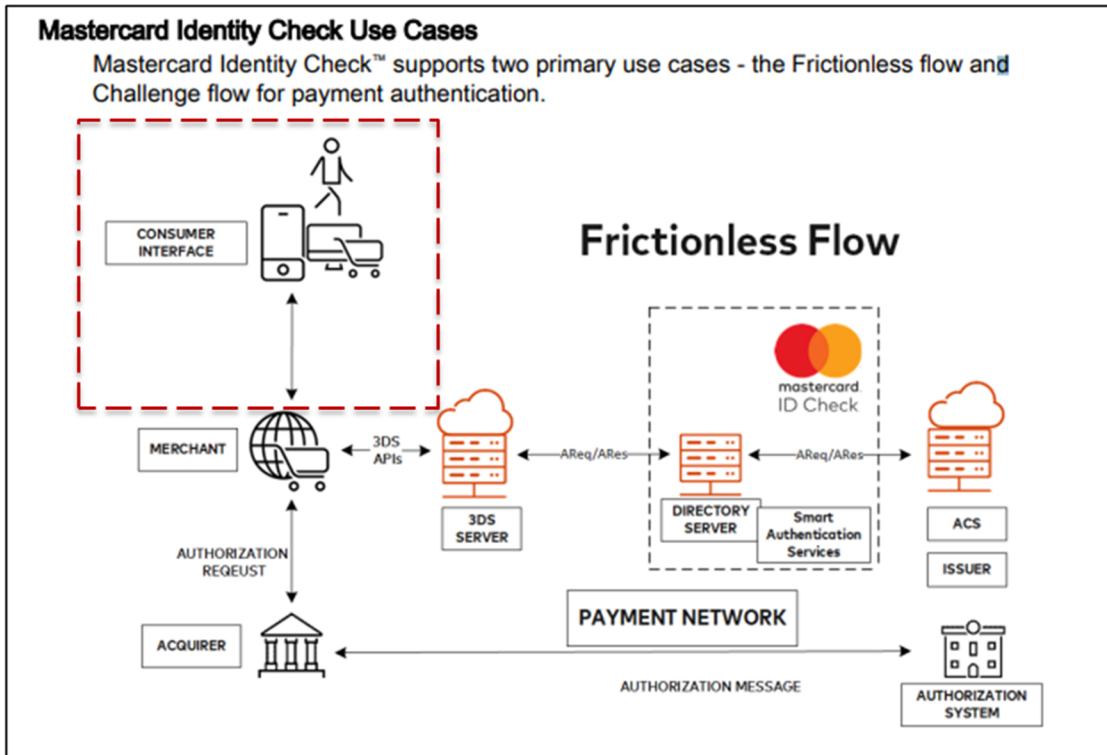 Mastercard Identity Check Use Cases
Mastercard Identity Check™ supports two primary use cases - the Frictionless flow and
Challenge flow for payment authentication.
CONSUMER
INTERFACE
Frictionless Flow
mastercard.
ID Check
MERCHANT
3DS
APIs
AReq/ARes
AReq/ARes
3DS
SERVER
DIRECTORY
SERVER
Smart
Authentication
Services
ACS
ISSUER
AUTHORIZATION
REQEUST
PAYMENT NETWORK
ACQUIRER
AUTHORIZATION MESSAGE
AUTHORIZATION
SYSTEM